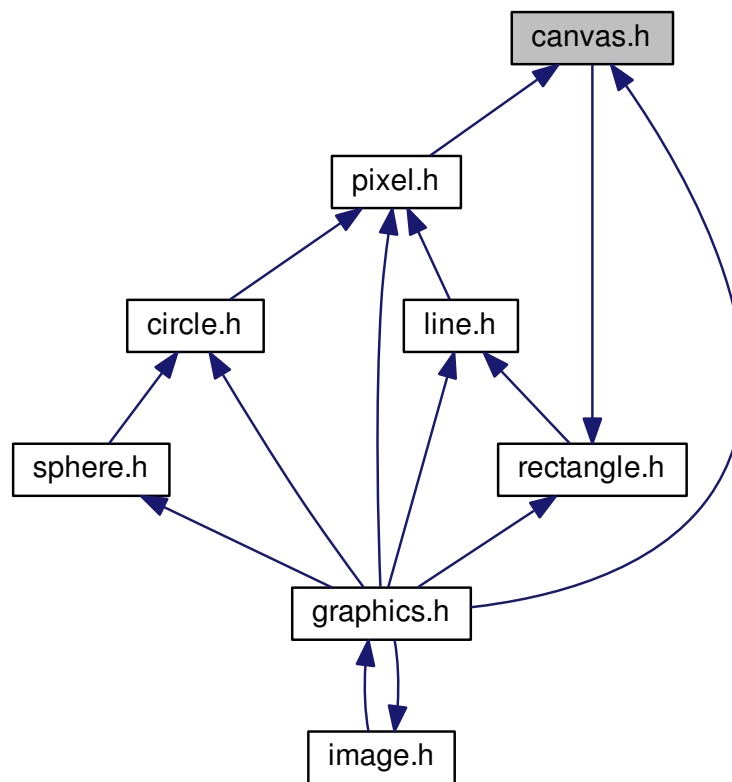 canvas.h
pixel.h
circle.h
line.h
sphere.h
rectangle.h
graphics.h
image.h